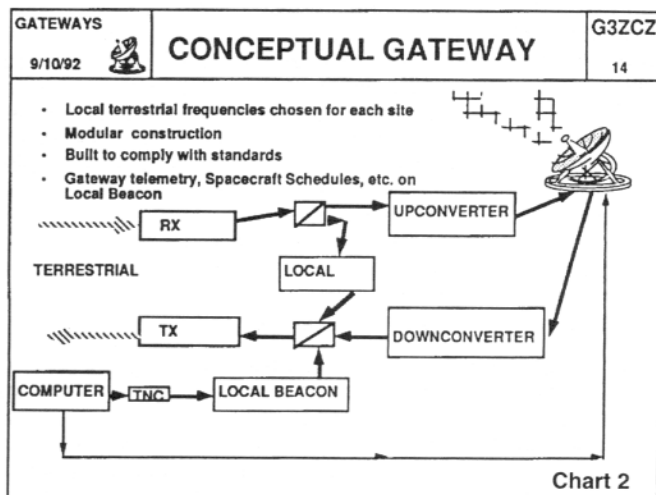 GATEWAYS
9/10/92
CONCEPTUAL GATEWAY
G3ZCZ
14
• Local terrestrial frequencies chosen for each site
• Modular construction
• Built to comply with standards
• Gateway telemetry, Spacecraft Schedules, etc. on
Local Beacon
RX
UPCONVERTER
TERRESTRIAL
LOCAL
TX
DOWNCONVERTER
COMPUTER
TNC
LOCAL BEACON
Chart 2